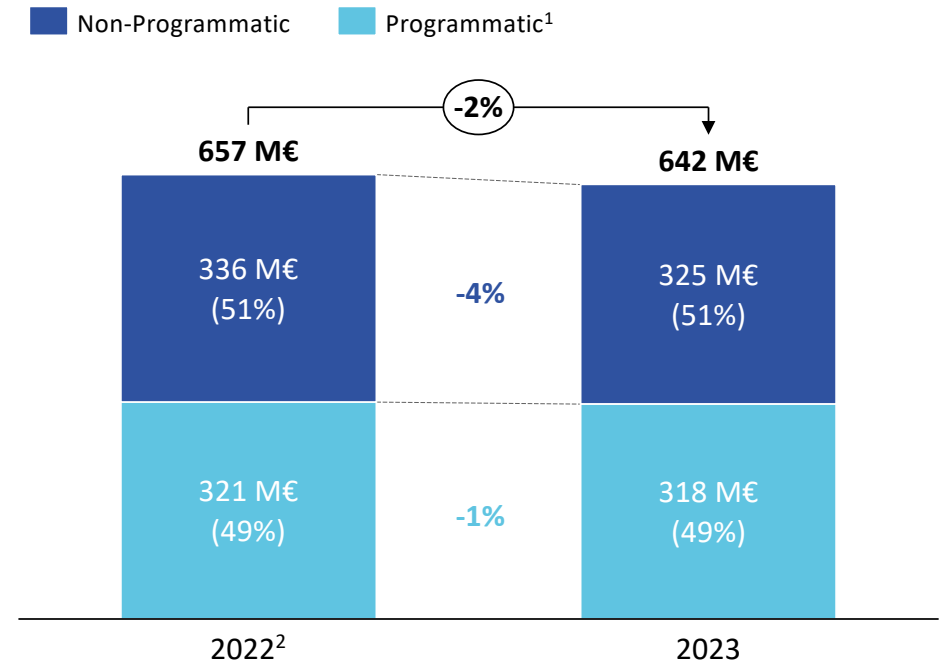 Non-Programmatic
Programmatic¹
-2%
657 M€
642 M€
336 M€
(51%)
-4%
325 M€
(51%)
321 M€
(49%)
-1%
318 M€
(49%)
2022²
2023